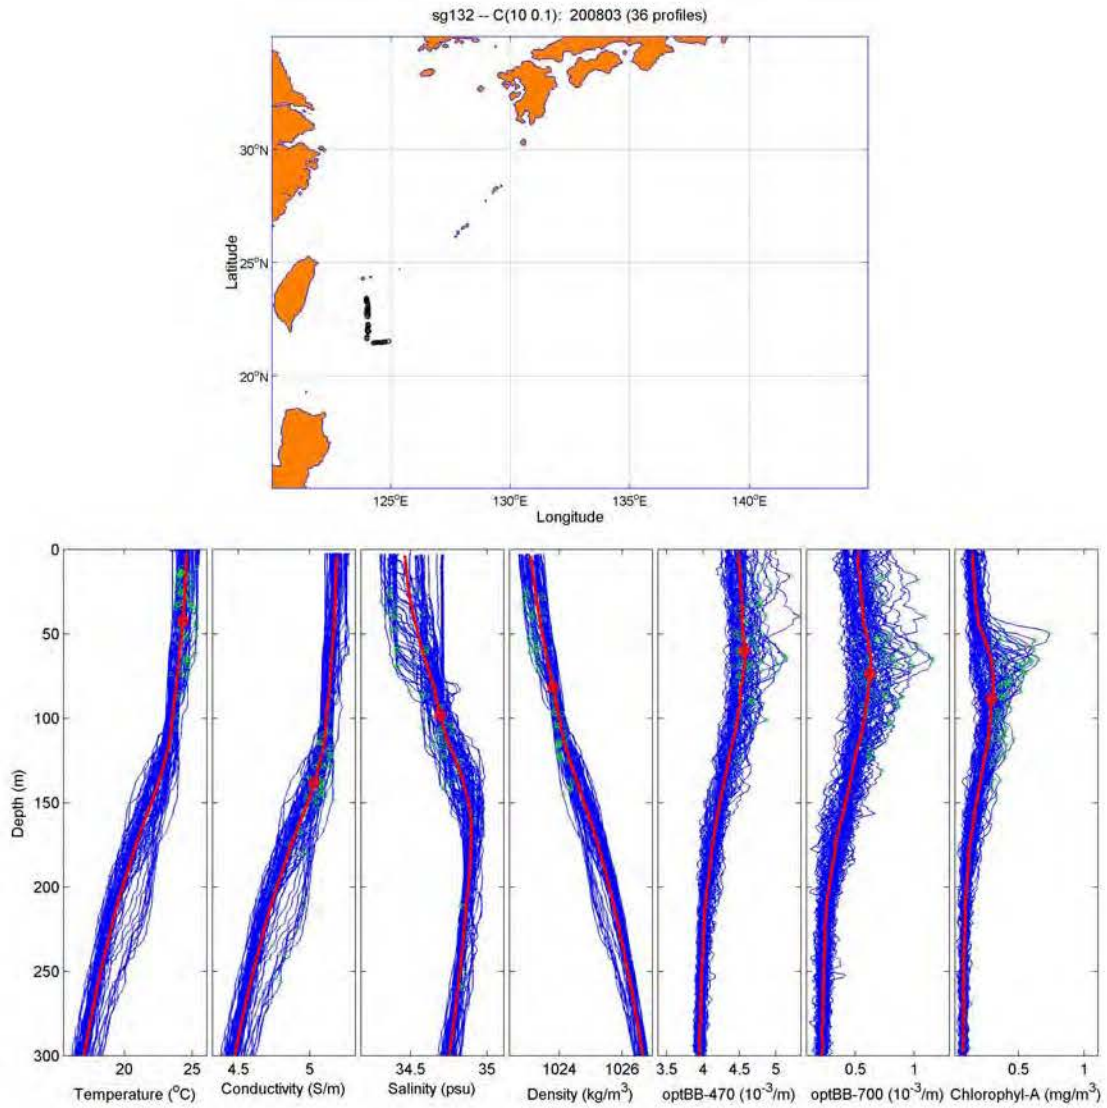 sg132 -- C(10 0.1): 200803 (36 profiles)
30°N
Latitude
25°N
20°N
125°E 130°E 135°E 140°E
Longitude
0
50
100
Depth (m)
150
200
250
300
20 25 4.5 5 34.5 35 1024 1026 3.5 4 4.5 5 0.5 1 0.5 1
Temperature (°C) Conductivity (S/m) Salinity (psu) Density (kg/m³) optBB-470 (10⁻³/m) optBB-700 (10⁻³/m) Chlorophyll-A (mg/m³)